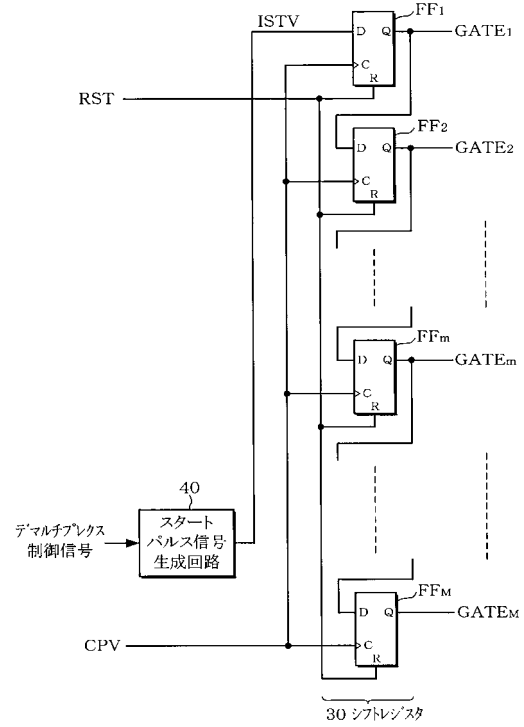 ISTV
FF1
D Q
C
R
GATE1
RST
FF2
D Q
C
R
GATE2
FFm
D Q
C
R
GATEm
40
スタート
パルス信号
生成回路
デマルチプレクス
制御信号
FFM
D Q
C
R
GATEM
CPV
30 シフトレジスタ